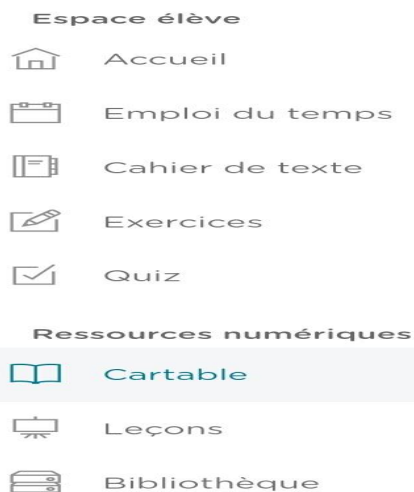 Espace élève
Accueil
Emploi du temps
Cahier de texte
Exercices
Quiz
Ressources numériques
Cartable
Leçons
Bibliothèque